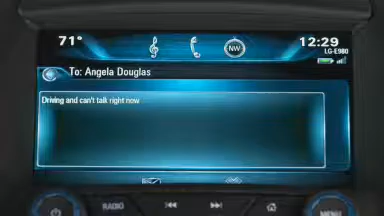 71°
NW
12:29
LG-E980
To: Angela Douglas
Driving and can't talk right now
RADIO
MENU